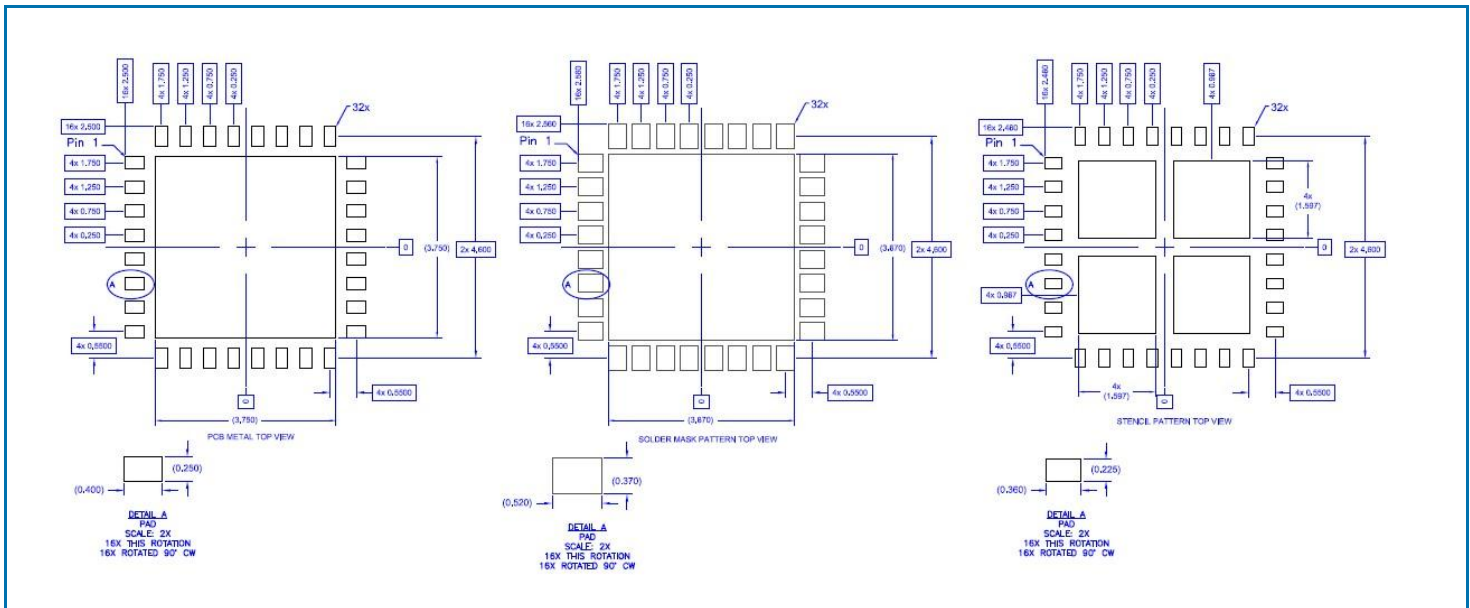 16x 2.500
4x 1.750
4x 1.250
4x 0.750
4x 0.250
32x
16x 2.500
Pin 1
4x 1.750
4x 1.250
4x 0.750
4x 0.250
A
4x 0.5500
0
(3.750)
2x 4.600
4x 0.5500
0
(3.750)
PCB METAL TOP VIEW
(0.250)
(0.400)
DETAIL A
PAD
SCALE: 2X
16X THIS ROTATION
16X ROTATED 90° CW
16x 2.560
4x 1.750
4x 1.250
4x 0.750
4x 0.250
32x
16x 2.560
Pin 1
4x 1.750
4x 1.250
4x 0.750
4x 0.250
A
4x 0.5500
0
(3.870)
2x 4.600
4x 0.5500
0
(3.870)
SOLDER MASK PATTERN TOP VIEW
(0.370)
(0.520)
DETAIL A
PAD
SCALE: 2X
16X THIS ROTATION
16X ROTATED 90° CW
16x 2.480
4x 1.750
4x 1.250
4x 0.750
4x 0.250
4x 0.987
32x
16x 2.480
Pin 1
4x 1.750
4x 1.250
4x 0.750
4x 0.250
4x
(1.597)
0
2x 4.600
A
4x 0.987
4x 0.5500
4x
(1.597)
0
4x 0.5500
STENCIL PATTERN TOP VIEW
(0.225)
(0.360)
DETAIL A
PAD
SCALE: 2X
16X THIS ROTATION
16X ROTATED 90° CW